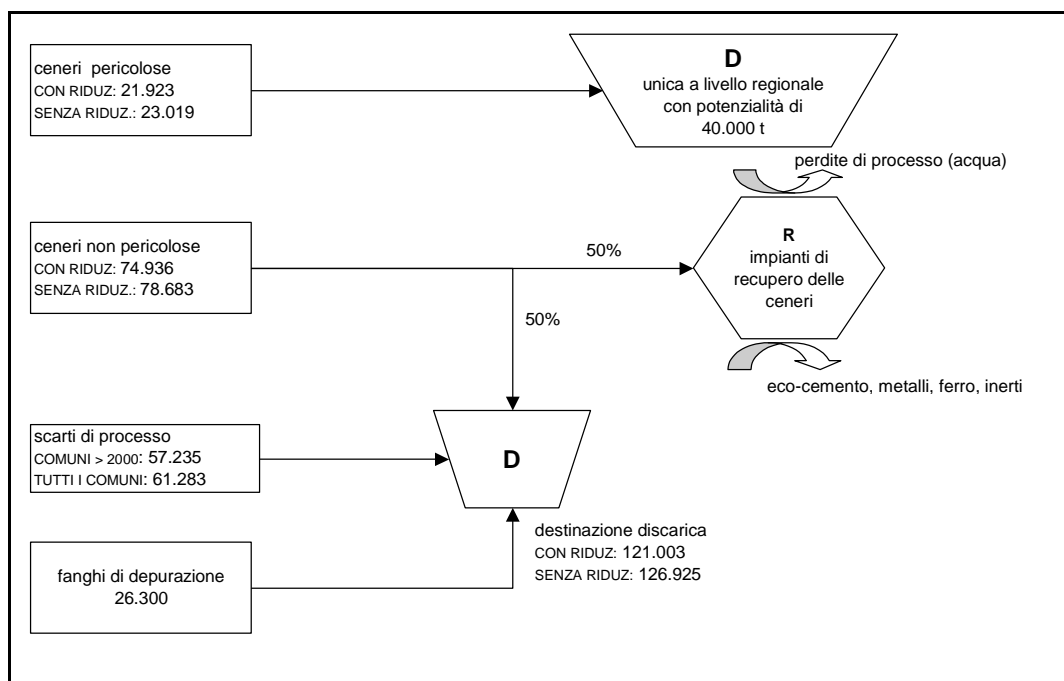 ceneri pericolose
CON RIDUZ: 21.923
SENZA RIDUZ.: 23.019
D
unica a livello regionale
con potenzialità di
40.000 t
perdite di processo (acqua)
ceneri non pericolose
CON RIDUZ: 74.936
SENZA RIDUZ.: 78.683
50%
R
impianti di
recupero delle
ceneri
50%
eco-cemento, metalli, ferro, inerti
scarti di processo
COMUNI > 2000: 57.235
TUTTI I COMUNI: 61.283
D
destinazione discarica
CON RIDUZ: 121.003
SENZA RIDUZ: 126.925
fanghi di depurazione
26.300